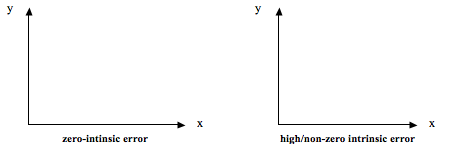 y
y
x
x
zero-intinsic error
high/non-zero intrinsic error